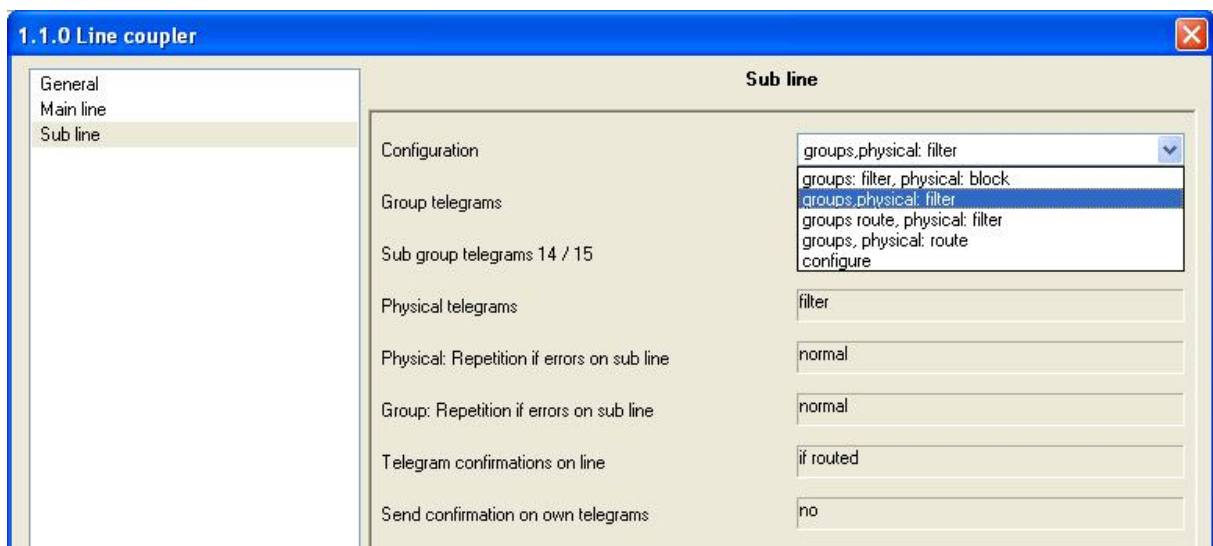 1.1.0 Line coupler
General
Main line
Sub line
Sub line
Configuration
groups,physical: filter
groups: filter, physical: block
groups,physical: filter
groups route, physical: filter
groups, physical: route
configure
Group telegrams
Sub group telegrams 14 / 15
Physical telegrams
filter
Physical: Repetition if errors on sub line
normal
Group: Repetition if errors on sub line
normal
Telegram confirmations on line
if routed
Send confirmation on own telegrams
no